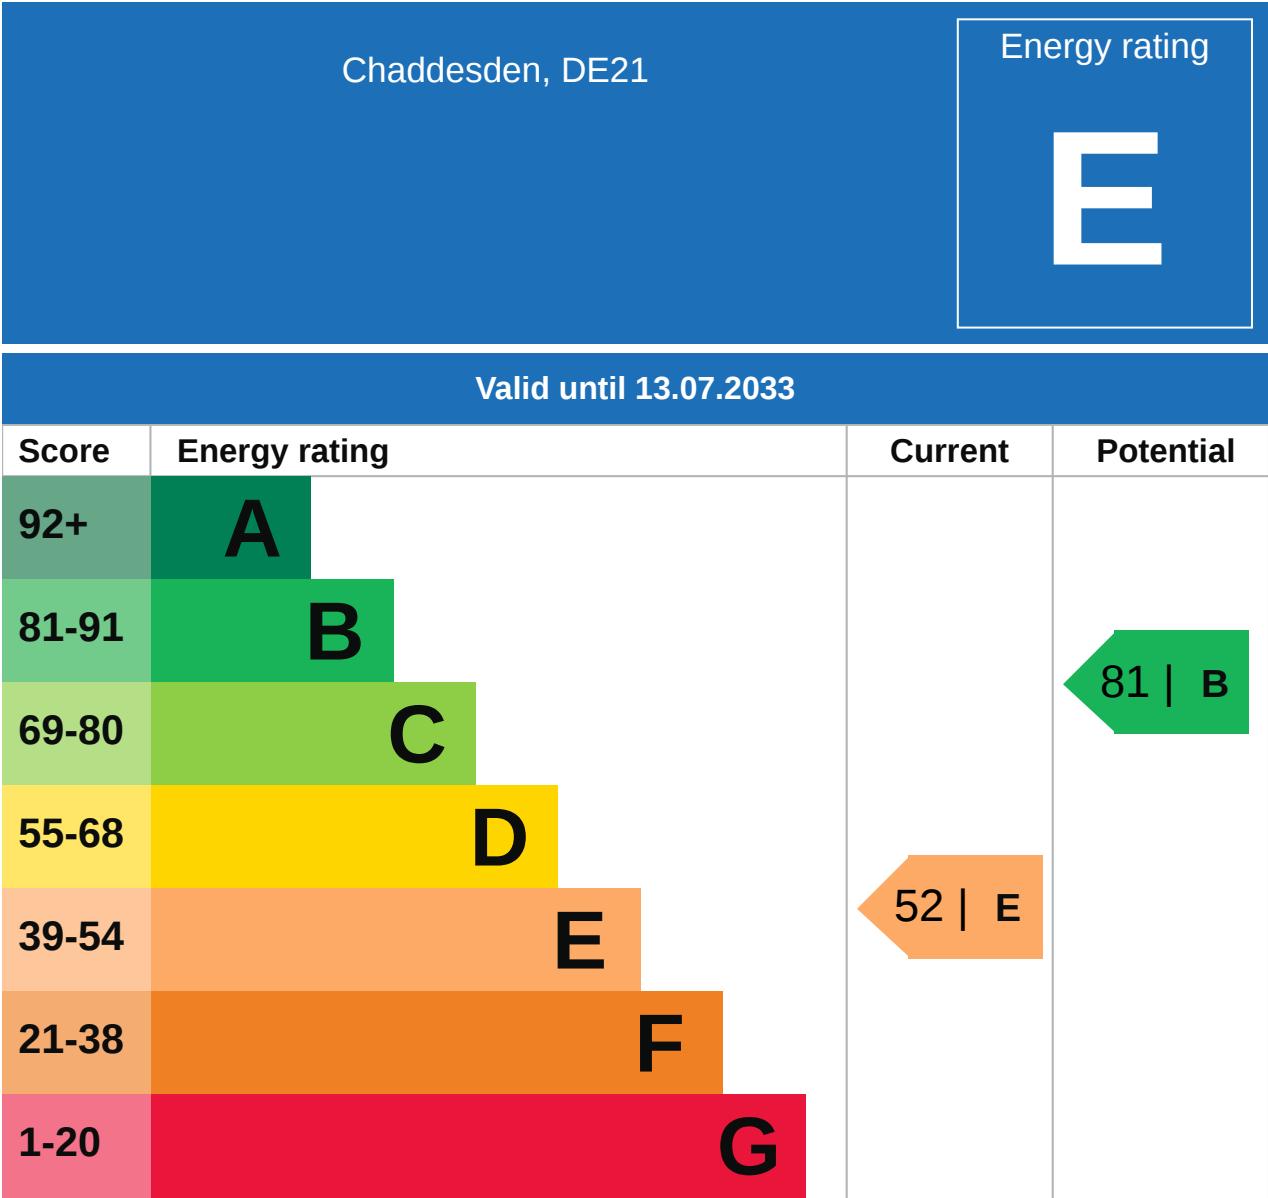 Chaddesden, DE21
Energy rating
E
Valid until 13.07.2033
Score Energy rating Current Potential
92+ A
81-91 B
81 | B
69-80 C
55-68 D
39-54 E
52 | E
21-38 F
1-20 G